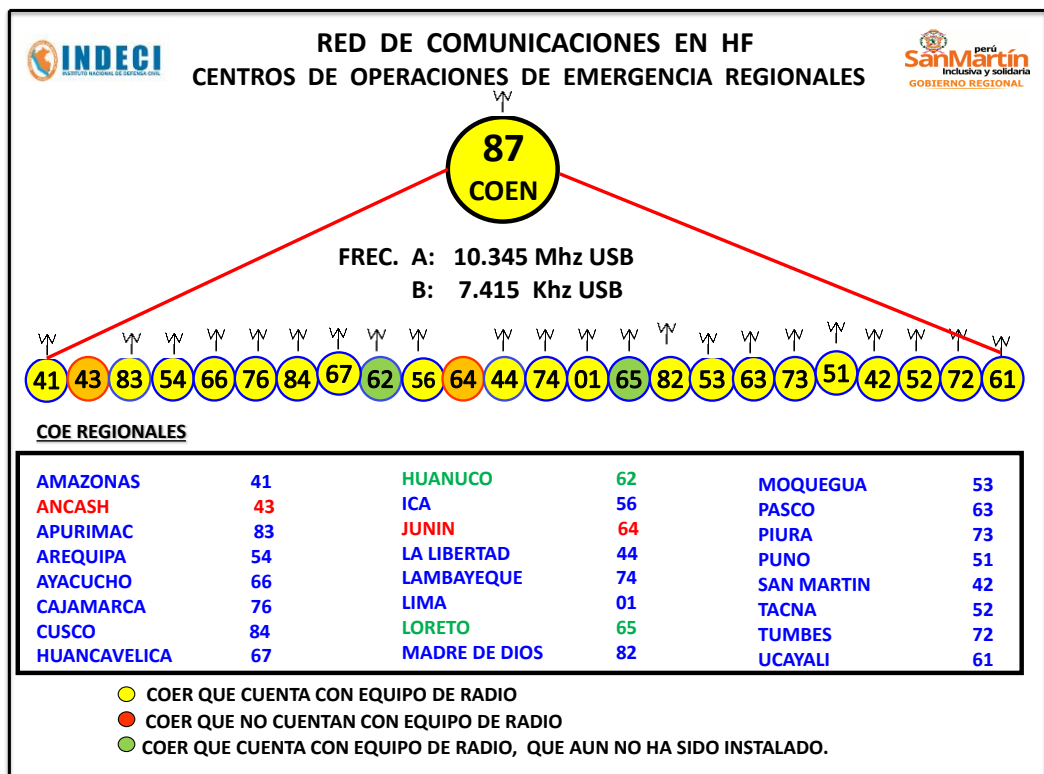 INDECI
INSTITUTO NACIONAL DE DEFENSA CIVIL
RED DE COMUNICACIONES EN HF
CENTROS DE OPERACIONES DE EMERGENCIA REGIONALES
perú
SanMartín
Inclusiva y solidaria
GOBIERNO REGIONAL
87
COEN
FREC. A: 10.345 Mhz USB
B: 7.415 Khz USB
41 43 83 54 66 76 84 67 62 56 64 44 74 01 65 82 53 63 73 51 42 52 72 61
COE REGIONALES
AMAZONAS 41
ANCASH 43
APURIMAC 83
AREQUIPA 54
AYACUCHO 66
CAJAMARCA 76
CUSCO 84
HUANCAVELICA 67
HUANUCO 62
ICA 56
JUNIN 64
LA LIBERTAD 44
LAMBAYEQUE 74
LIMA 01
LORETO 65
MADRE DE DIOS 82
MOQUEGUA 53
PASCO 63
PIURA 73
PUNO 51
SAN MARTIN 42
TACNA 52
TUMBES 72
UCAYALI 61
COER QUE CUENTA CON EQUIPO DE RADIO
COER QUE NO CUENTAN CON EQUIPO DE RADIO
COER QUE CUENTA CON EQUIPO DE RADIO, QUE AUN NO HA SIDO INSTALADO.